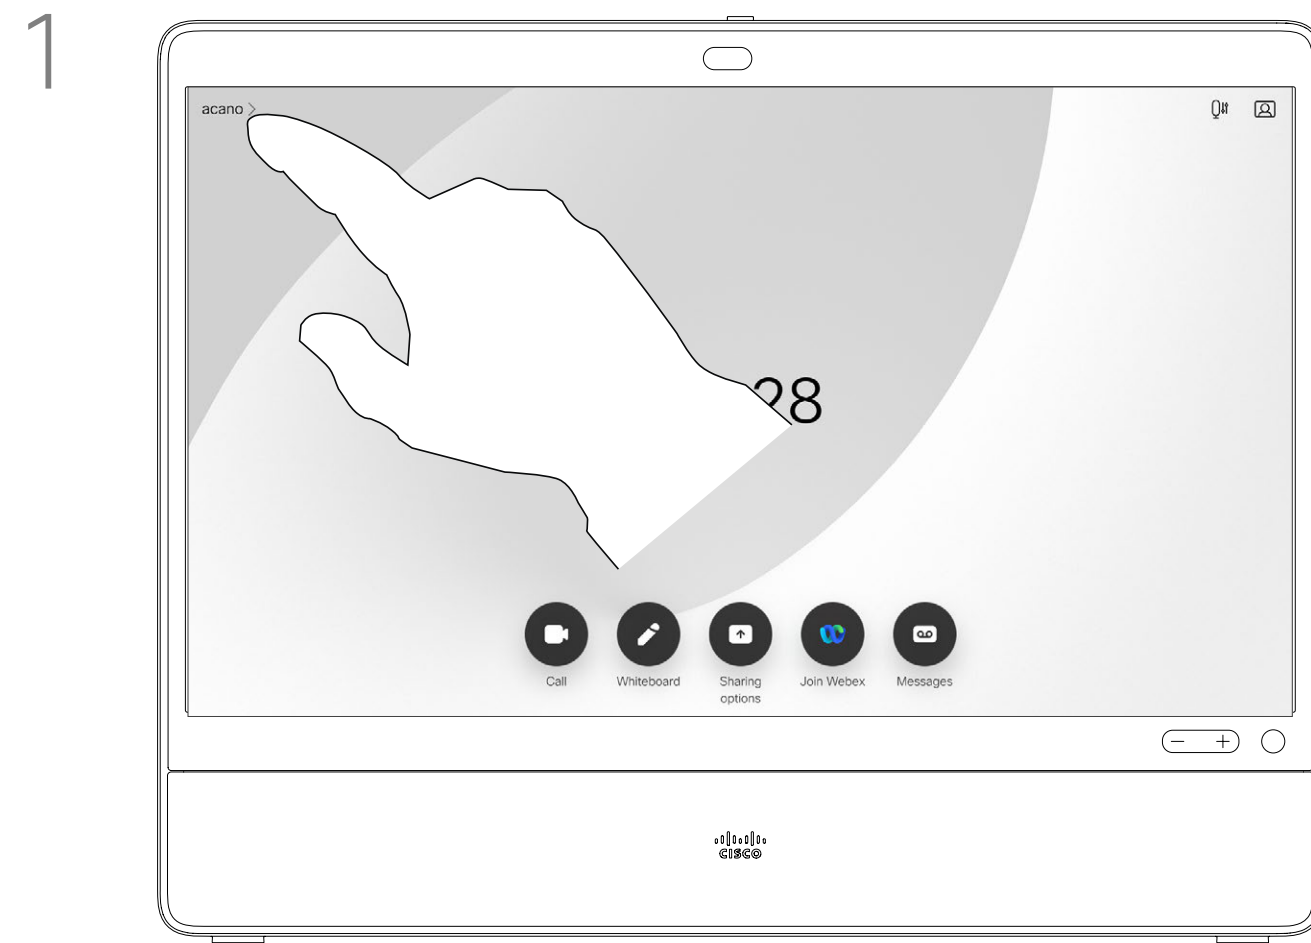 1
acano
28
Call
Whiteboard
Sharing
options
Join Webex
Messages
CISCO